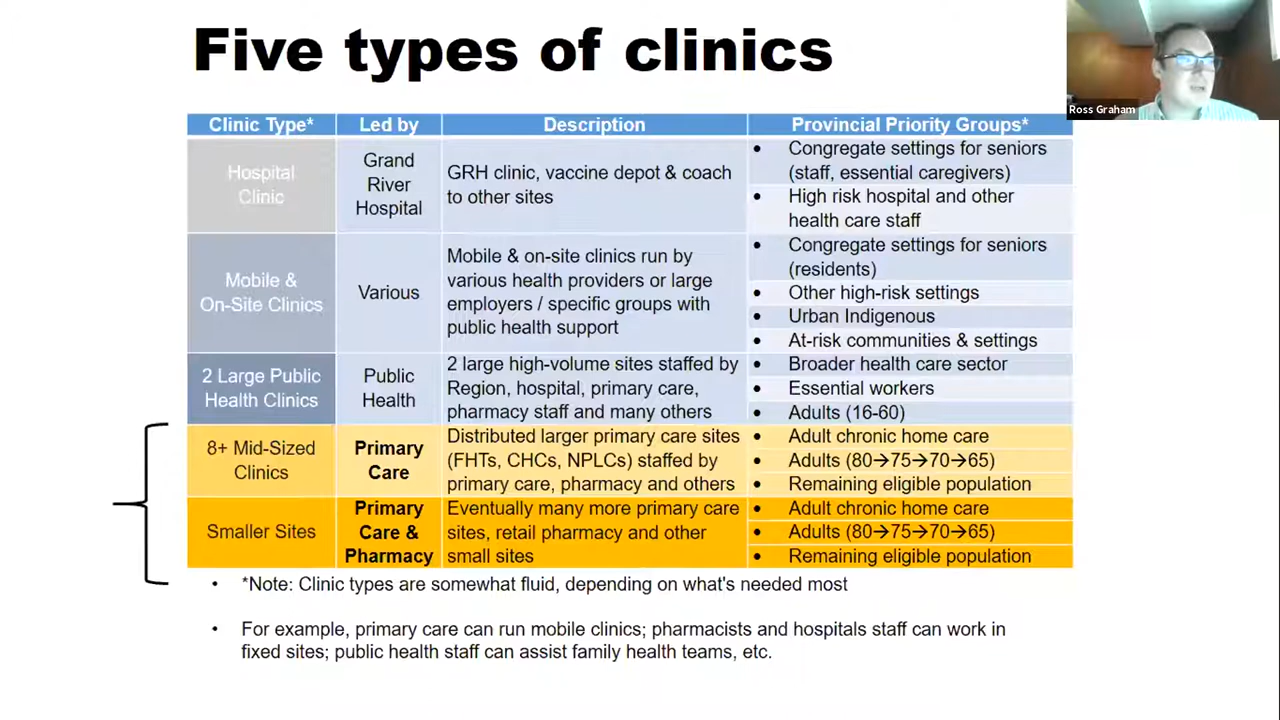 Five types of clinics
Ross Graham
Clinic Type*
Led by
Description
Provincial Priority Groups*
Hospital
Clinic
Grand
River
Hospital
GRH clinic, vaccine depot & coach
to other sites
• Congregate settings for seniors
(staff, essential caregivers)
• High risk hospital and other
health care staff
Mobile &
On-Site Clinics
Various
Mobile & on-site clinics run by
various health providers or large
employers / specific groups with
public health support
• Congregate settings for seniors
(residents)
• Other high-risk settings
• Urban Indigenous
• At-risk communities & settings
2 Large Public
Health Clinics
Public
Health
2 large high-volume sites staffed by
Region, hospital, primary care,
pharmacy staff and many others
• Broader health care sector
• Essential workers
• Adults (16-60)
8+ Mid-Sized
Clinics
Primary
Care
Distributed larger primary care sites
(FHTs, CHCs, NPLCs) staffed by
primary care, pharmacy and others
• Adult chronic home care
• Adults (80→75→70→65)
• Remaining eligible population
Smaller Sites
Primary
Care &
Pharmacy
Eventually many more primary care
sites, retail pharmacy and other
small sites
• Adult chronic home care
• Adults (80→75→70→65)
• Remaining eligible population
• *Note: Clinic types are somewhat fluid, depending on what's needed most
• For example, primary care can run mobile clinics; pharmacists and hospitals staff can work in
fixed sites; public health staff can assist family health teams, etc.